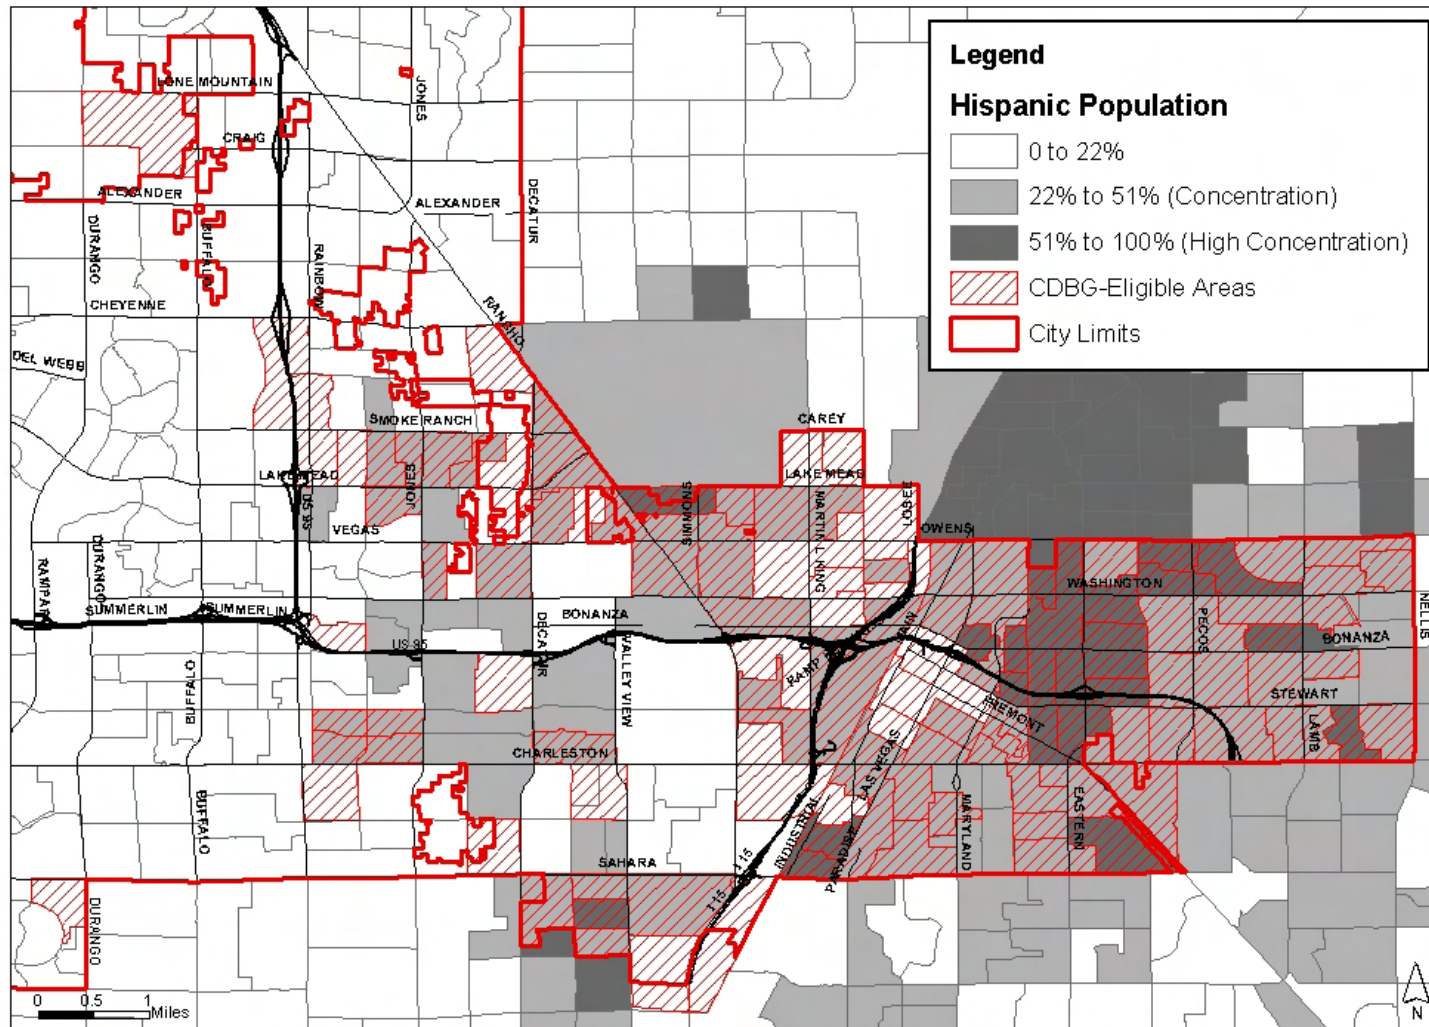 Legend
Hispanic Population
0 to 22%
22% to 51% (Concentration)
51% to 100% (High Concentration)
CDBG-Eligible Areas
City Limits
LONE MOUNTAIN
JONES
CRAIG
ALEXANDER
ALEXANDER
DECATUR
DURANGO
BUFFALO
RAINBOW
CHEYENNE
RANCHO
DEL WEBB
SMOKE RANCH
CAREY
LAKE MEAD
LAKE MEAD
JONES
US 95
VEGAS
SIMMONS
MARTIN L KING
LOSEE
OWENS
DURANGO
RAMPART
SUMMERLIN
SUMMERLIN
BONANZA
WASHINGTON
PECOS
NELLIS
BONANZA
US 95
DECATUR
VALLEY VIEW
MAIN
RAMP
BUFFALO
STEWART
FREMONT
LAMB
CHARLESTON
LAS VEGAS
BUFFALO
INDUSTRIAL
MARYLAND
EASTERN
PARADISE
SAHARA
I-15
I-15
DURANGO
0 0.5 1
Miles
N